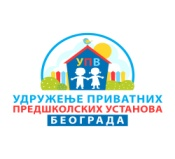 УПВ
УДРУЖЕЊЕ ПРИВАТНИХ
ПРЕДШКОЛСКИХ УСТАНОВА
БЕОГРАДА